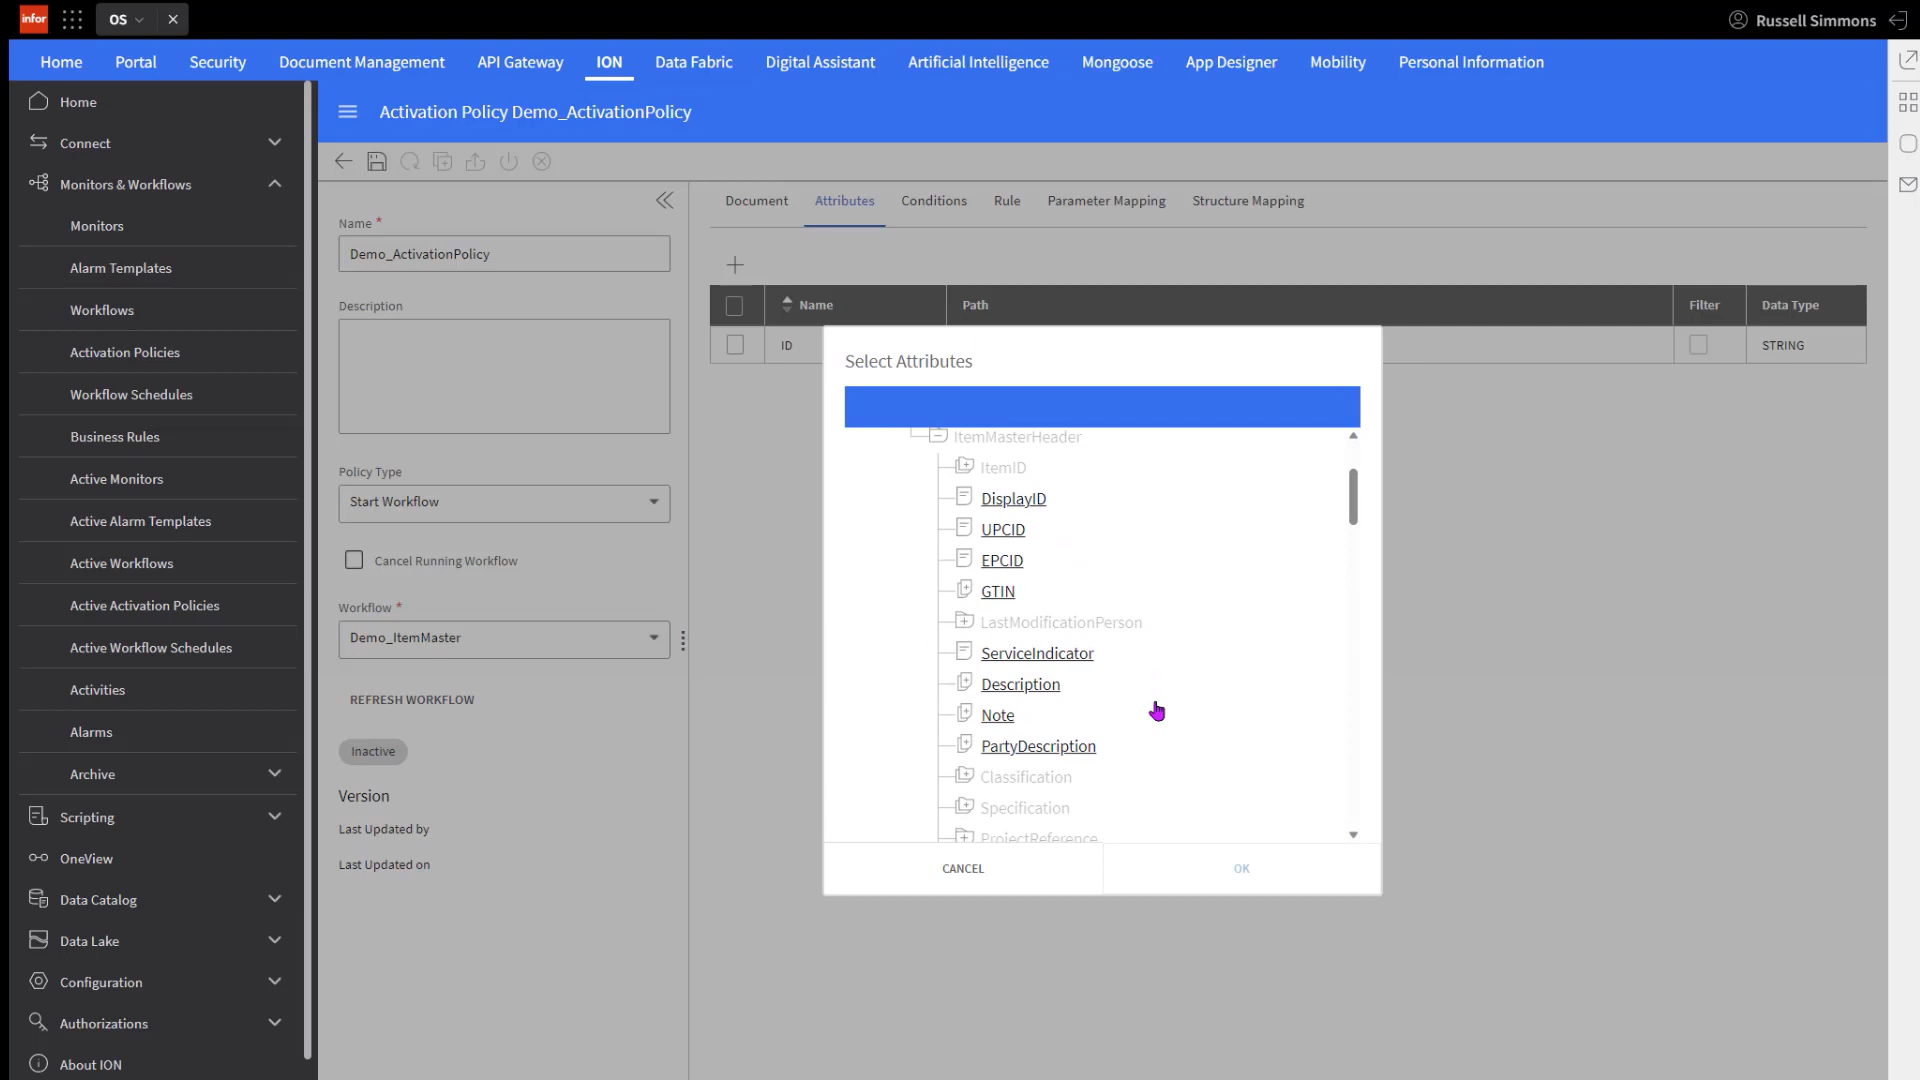 infor
OS
Russell Simmons
Home
Portal
Security
Document Management
API Gateway
ION
Data Fabric
Digital Assistant
Artificial Intelligence
Mongoose
App Designer
Mobility
Personal Information
Home
Connect
Monitors & Workflows
Monitors
Alarm Templates
Workflows
Activation Policies
Workflow Schedules
Business Rules
Active Monitors
Active Alarm Templates
Active Workflows
Active Activation Policies
Active Workflow Schedules
Activities
Alarms
Archive
Scripting
OneView
Data Catalog
Data Lake
Configuration
Authorizations
About ION
Activation Policy Demo_ActivationPolicy
Name *
Demo_ActivationPolicy
Description
Policy Type
Start Workflow
Cancel Running Workflow
Workflow *
Demo_ItemMaster
REFRESH WORKFLOW
Inactive
Version
Last Updated by
Last Updated on
Document
Attributes
Conditions
Rule
Parameter Mapping
Structure Mapping
Name
Path
Filter
Data Type
ID
STRING
Select Attributes
ItemMasterHeader
ItemID
DisplayID
UPCID
EPCID
GTIN
LastModificationPerson
ServiceIndicator
Description
Note
PartyDescription
Classification
Specification
ProjectReference
CANCEL
OK